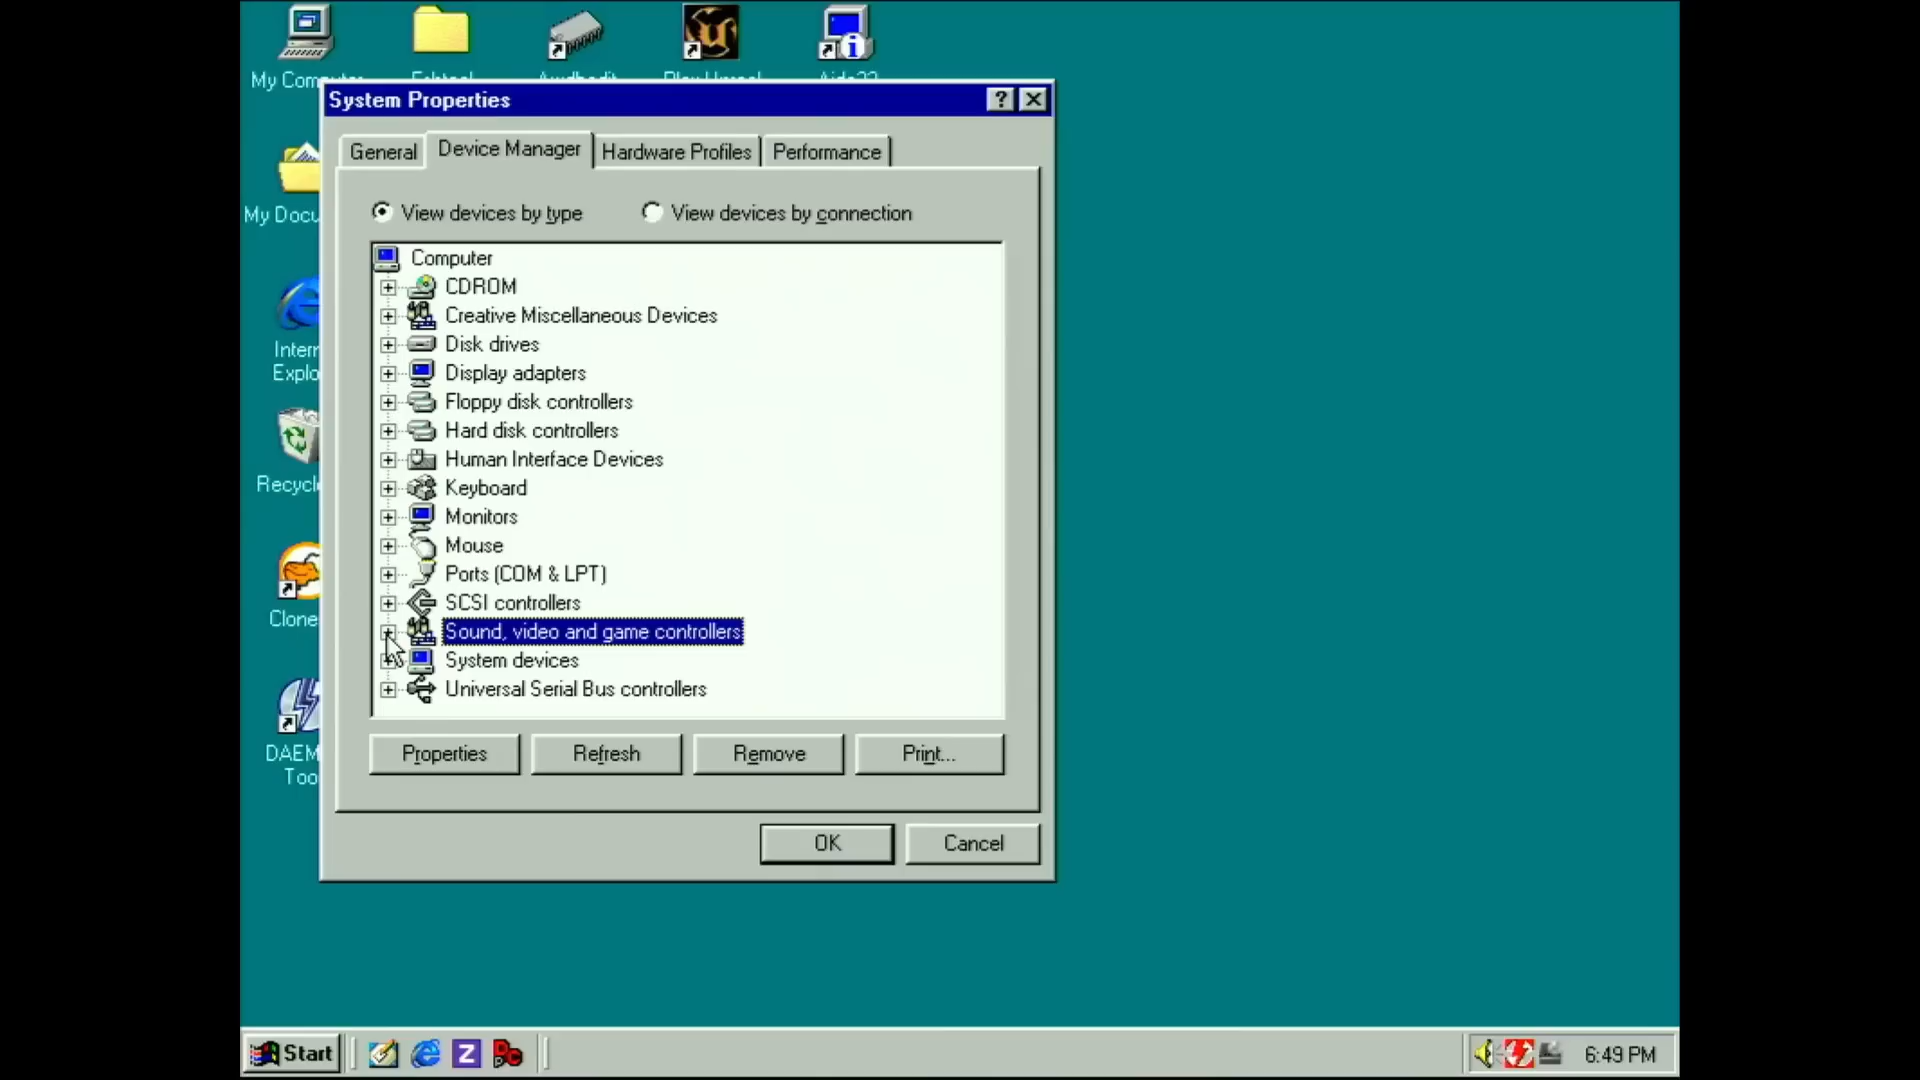 My Computer
System Properties
General
Device Manager
Hardware Profiles
Performance
My Docu
View devices by type
View devices by connection
Computer
CDROM
Creative Miscellaneous Devices
Disk drives
Intern
Explo
Display adapters
Floppy disk controllers
Hard disk controllers
Human Interface Devices
Recycl
Keyboard
Monitors
Mouse
Ports (COM & LPT)
SCSI controllers
Clone
Sound, video and game controllers
System devices
Universal Serial Bus controllers
DAEM
Too
Properties
Refresh
Remove
Print...
OK
Cancel
Start
6:49 PM